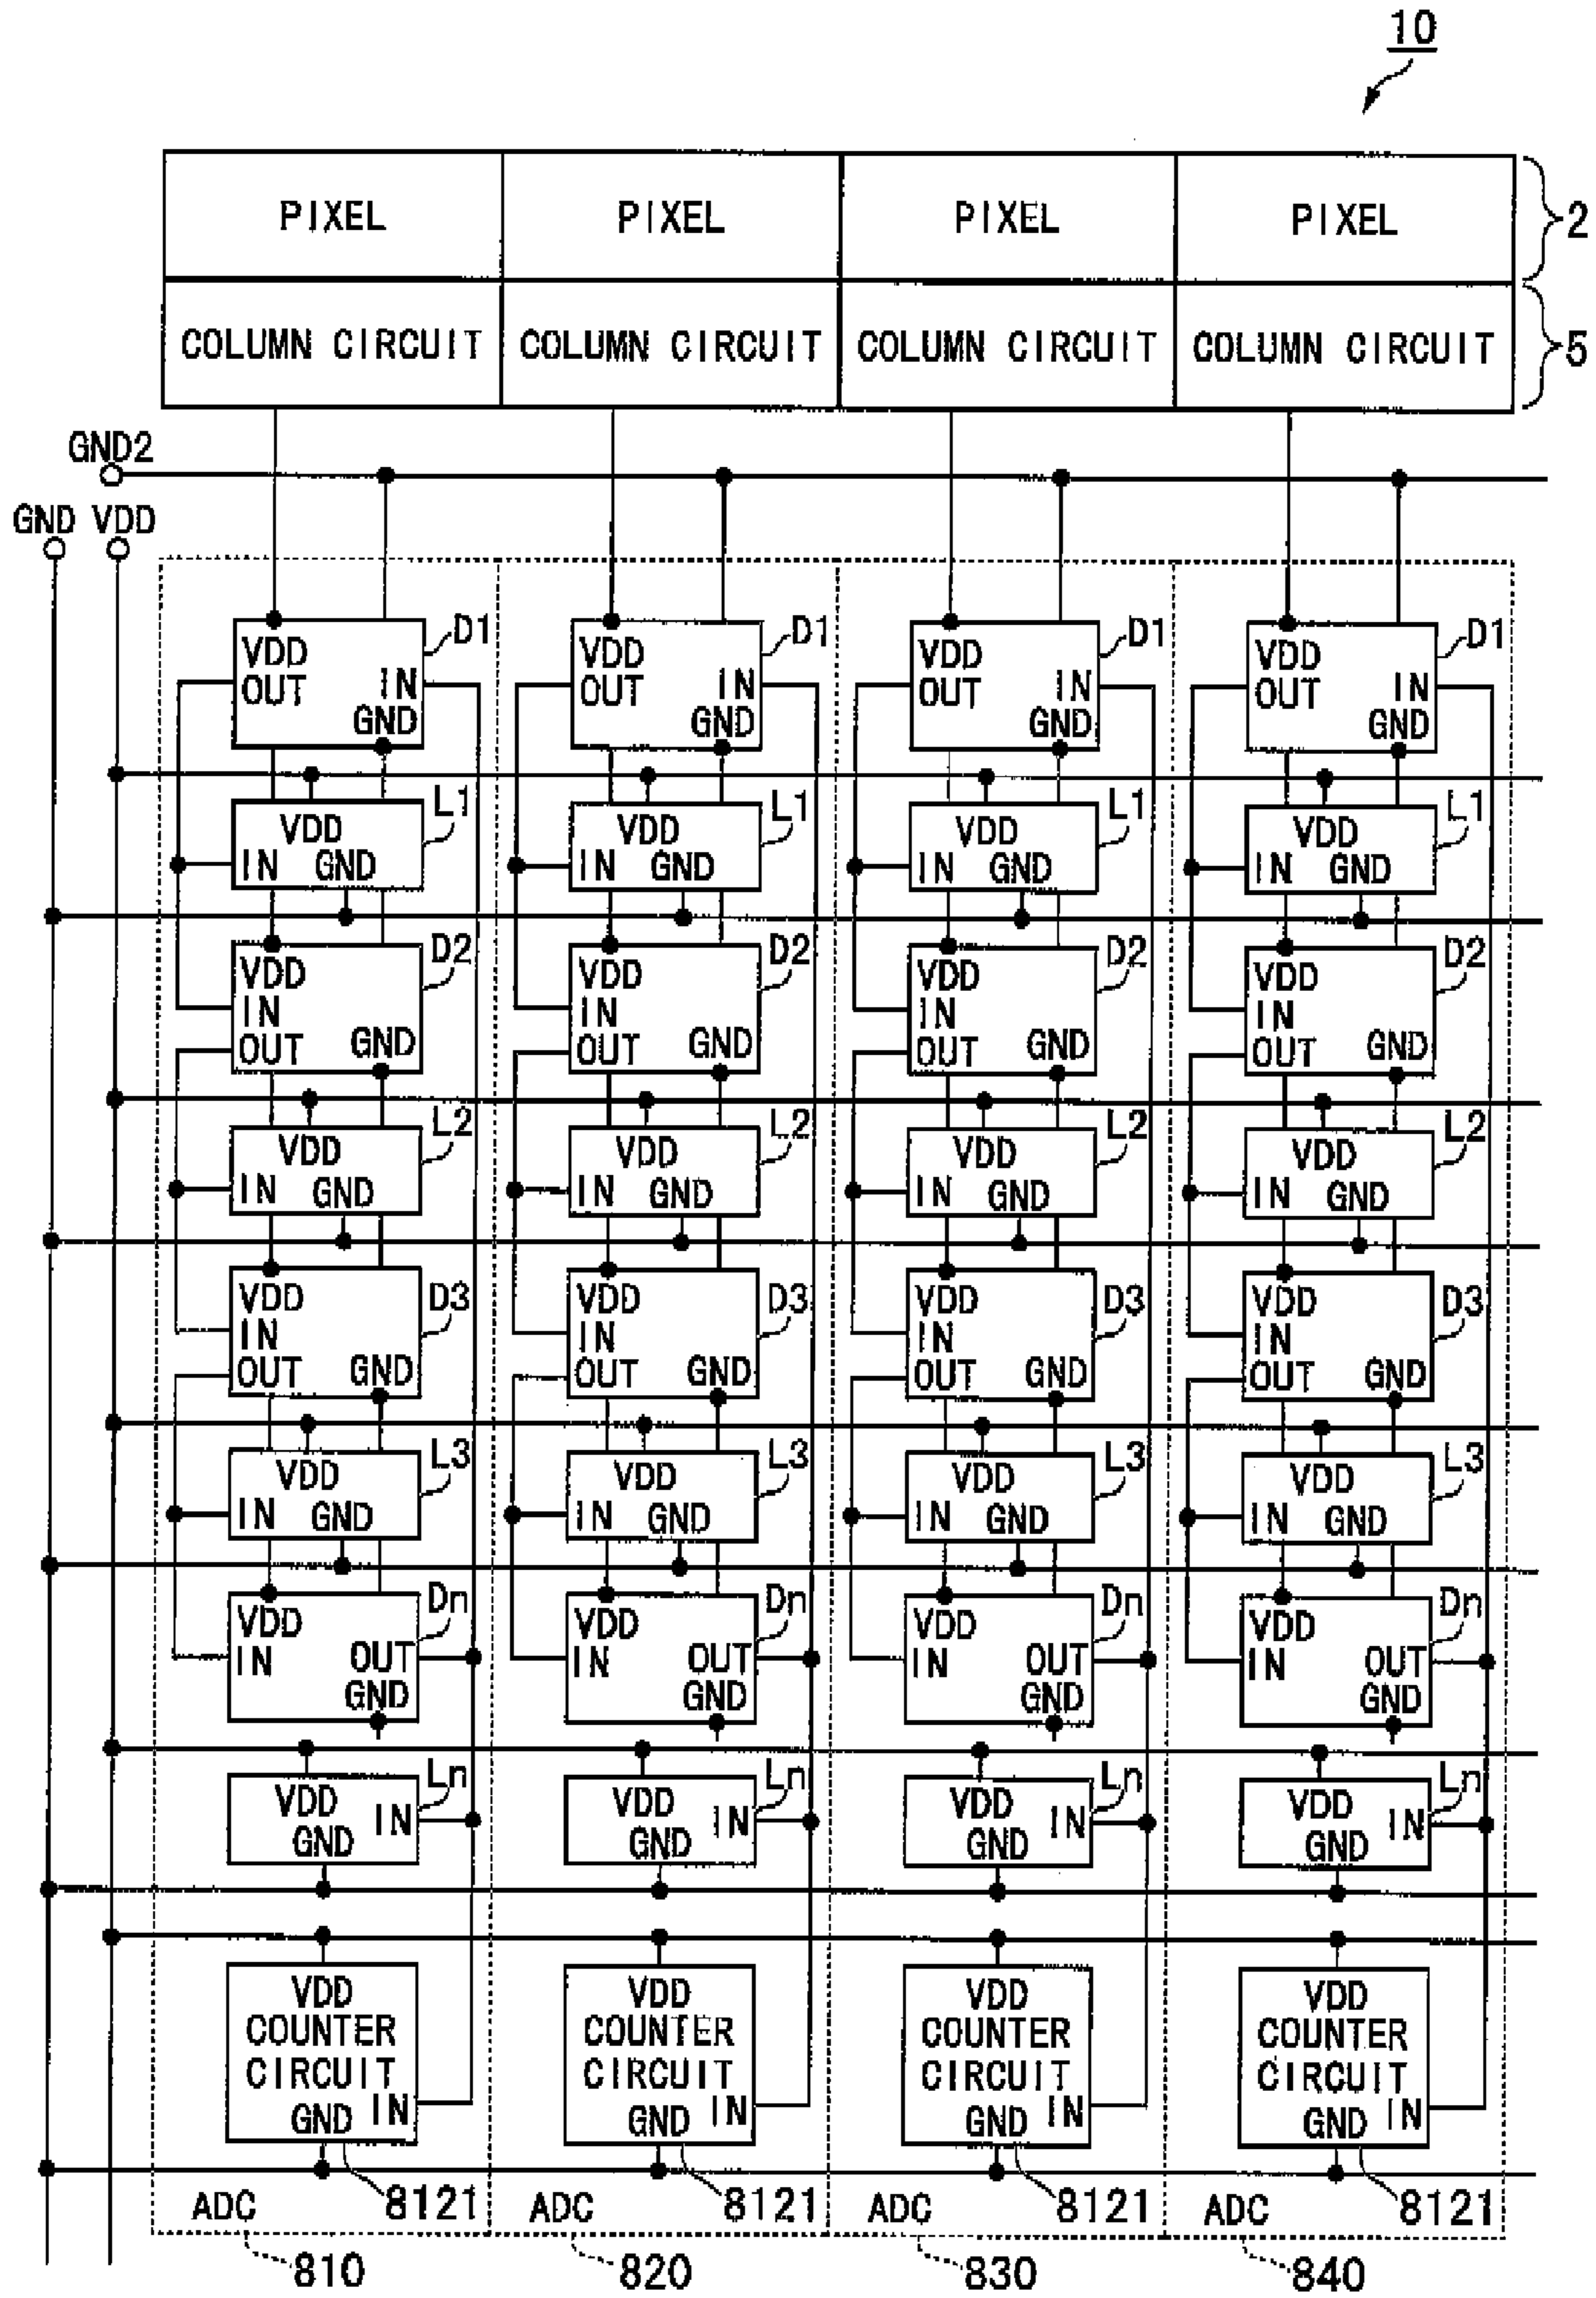 10
PIXEL PIXEL PIXEL PIXEL 2
COLUMN CIRCUIT COLUMN CIRCUIT COLUMN CIRCUIT COLUMN CIRCUIT 5
GND2
GND VDD
D1 D1 D1 D1
VDD VDD VDD VDD
OUT IN OUT IN OUT IN OUT IN
GND GND GND GND
L1 L1 L1 L1
VDD VDD VDD VDD
IN GND IN GND IN GND IN GND
D2 D2 D2 D2
VDD VDD VDD VDD
IN IN IN IN
OUT GND OUT GND OUT GND OUT GND
L2 L2 L2 L2
VDD VDD VDD VDD
IN GND IN GND IN GND IN GND
VDD D3 VDD D3 VDD D3 VDD D3
IN IN IN IN
OUT GND OUT GND OUT GND OUT GND
L3 L3 L3 L3
VDD VDD VDD VDD
IN GND IN GND IN GND IN GND
Dn Dn Dn Dn
VDD VDD VDD VDD
IN OUT IN OUT IN OUT IN OUT
GND GND GND GND
Ln Ln Ln Ln
VDD IN VDD IN VDD IN VDD IN
GND GND GND GND
VDD VDD VDD VDD
COUNTER COUNTER COUNTER COUNTER
CIRCUIT CIRCUIT CIRCUIT CIRCUIT
GND IN GND IN GND IN GND IN
ADC 8121 ADC 8121 ADC 8121 ADC 8121
810 820 830 840